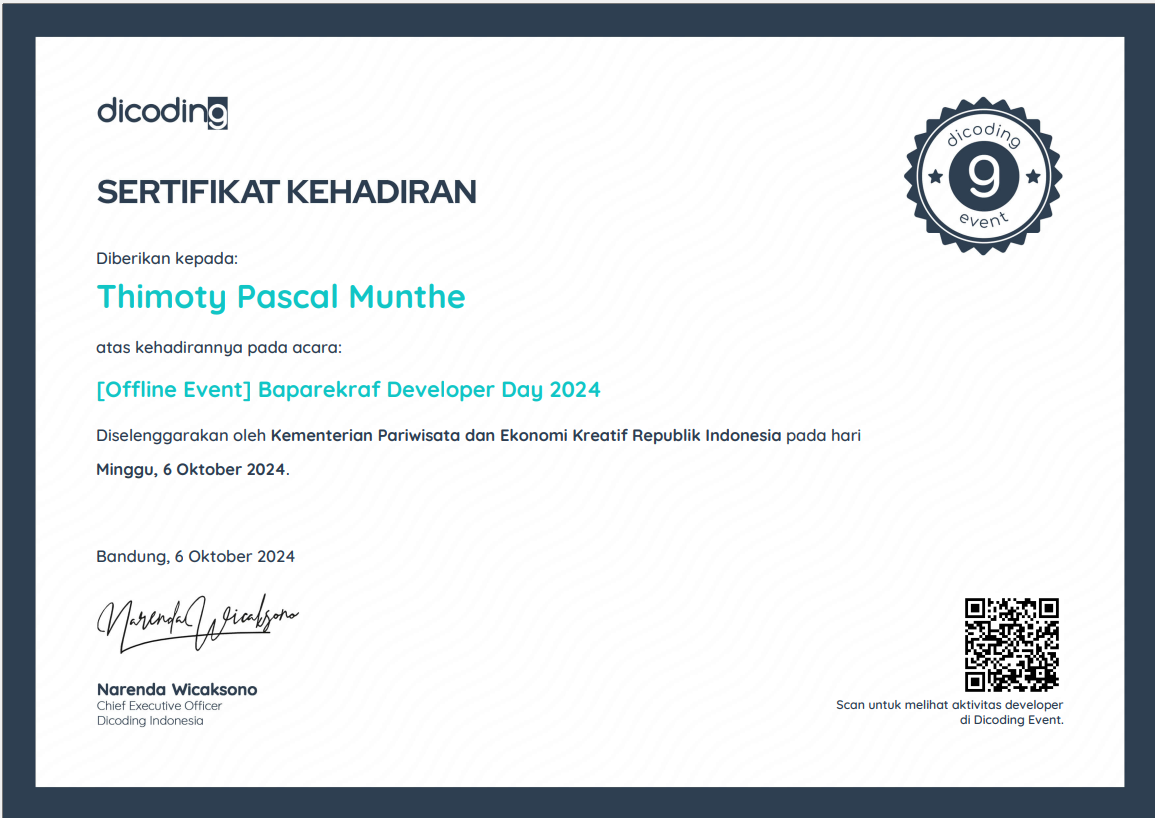 dicoding
SERTIFIKAT KEHADIRAN
dicoding
g
event
Diberikan kepada:
Thimoty Pascal Munthe
atas kehadirannya pada acara:
[Offline Event] Baparekraf Developer Day 2024
Diselenggarakan oleh Kementerian Pariwisata dan Ekonomi Kreatif Republik Indonesia pada hari
Minggu, 6 Oktober 2024.
Bandung, 6 Oktober 2024
Narenda Wicaksono
Narenda Wicaksono
Chief Executive Officer
Dicoding Indonesia
Scan untuk melihat aktivitas developer
di Dicoding Event.